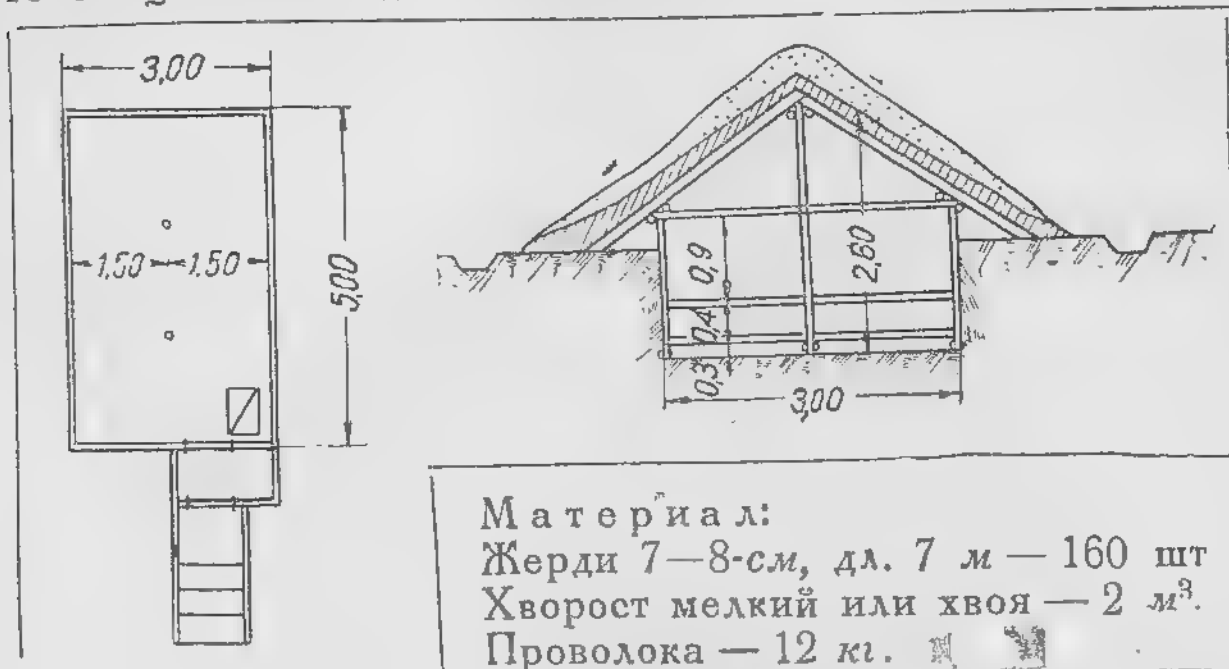 3,00
1,50
1.50
5,00
0,9
0,4
0,3
2,60
3,00
Материал:
Жерди 7—8-см, дл. 7 м — 160 шт
Хворост мелкий или хвоя — 2 м³.
Проволока — 12 кг.